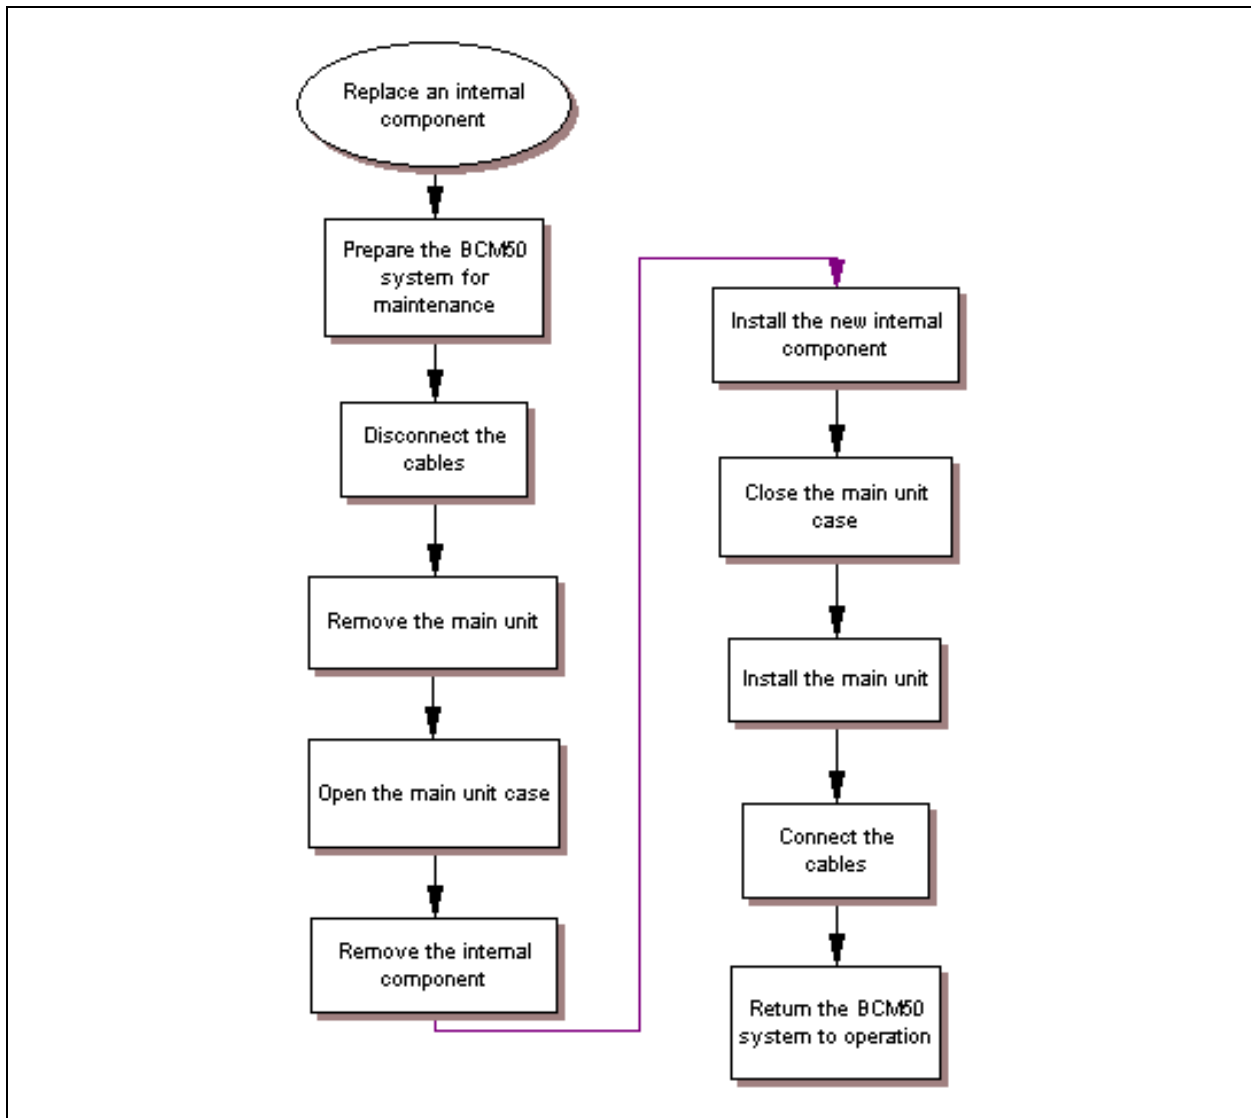 Replace an internal
component
Prepare the BCM50
system for
maintenance
Disconnect the
cables
Remove the main unit
Open the main unit case
Remove the internal
component
Install the new internal
component
Close the main unit
case
Install the main unit
Connect the
cables
Return the BCM50
system to operation